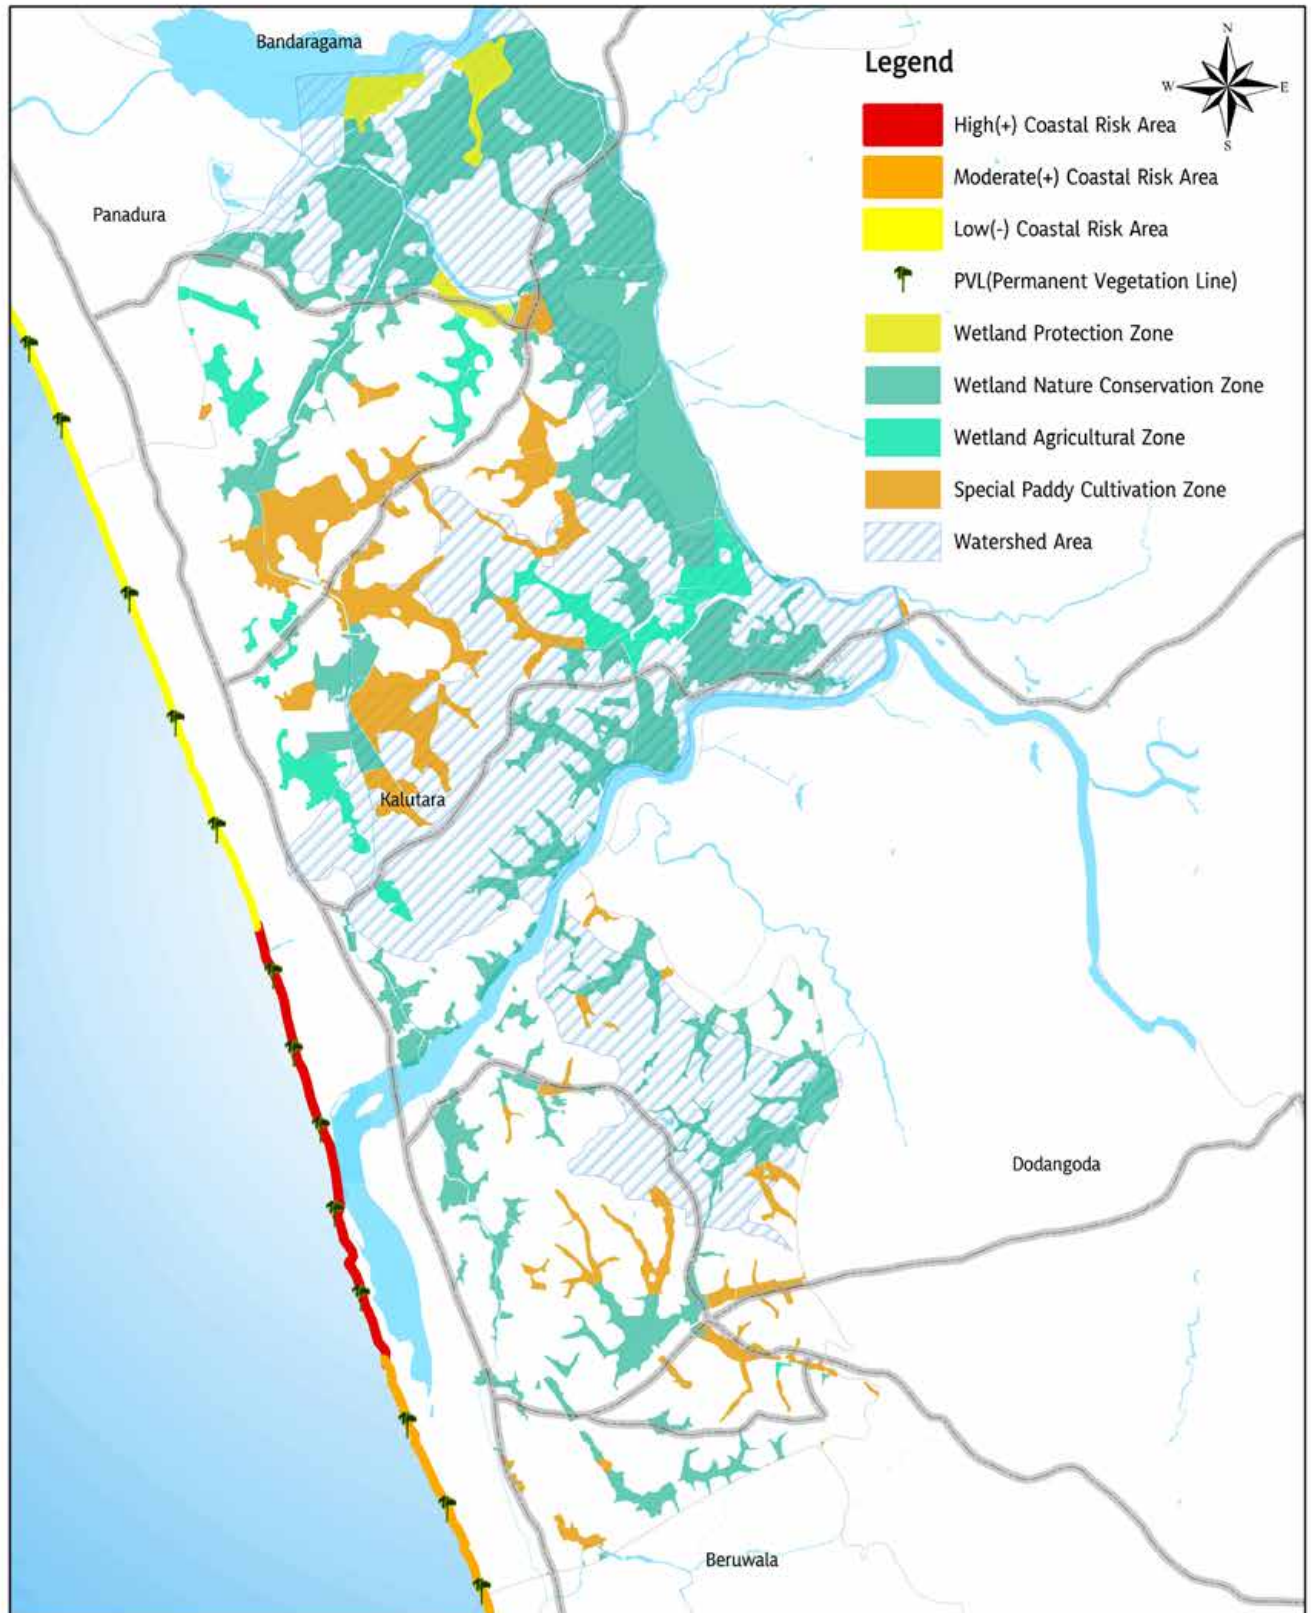 Bandaragama
Legend
N
W
E
S
High(+) Coastal Risk Area
Moderate(+) Coastal Risk Area
Low(-) Coastal Risk Area
PVL(Permanent Vegetation Line)
Wetland Protection Zone
Wetland Nature Conservation Zone
Wetland Agricultural Zone
Special Paddy Cultivation Zone
Watershed Area
Panadura
Kalutara
Dodangoda
Beruwala